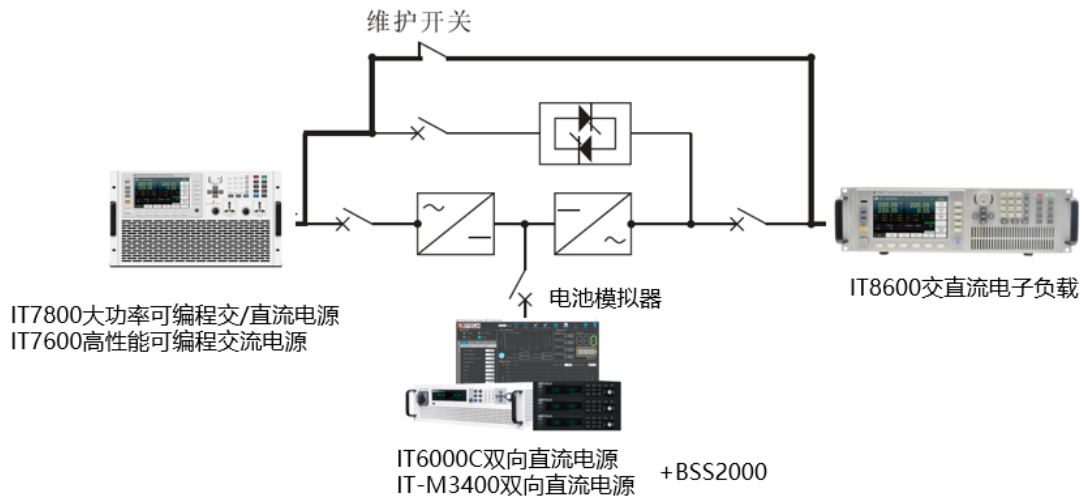 维护开关
电池模拟器
IT8600交直流电子负载
IT7800大功率可编程交/直流电源
IT7600高性能可编程交流电源
IT6000C双向直流电源
IT-M3400双向直流电源
+BSS2000